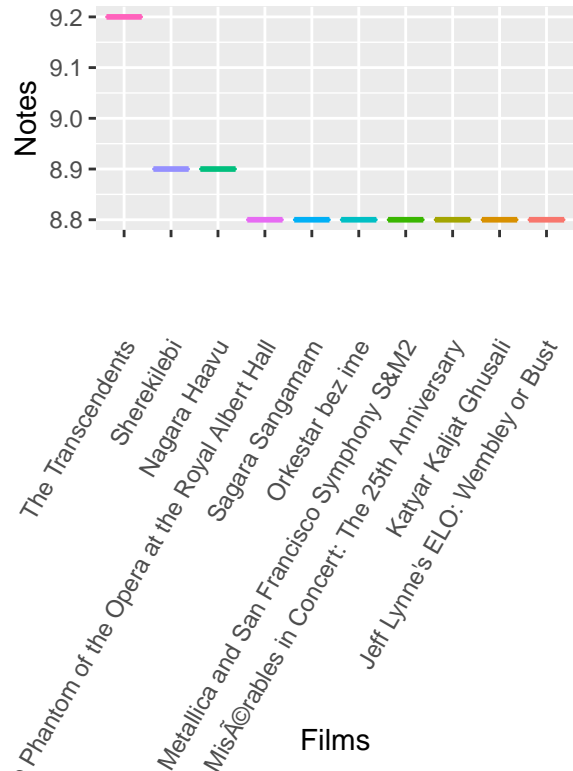 9.2
9.1
9.0
8.9
8.8
Notes
The Transcendents
Sherekilebi
Nagara Haavu
Phantom of the Opera at the Royal Albert Hall
Sagara Sangamam
Orkestar bez ime
Metallica and San Francisco Symphony S&M2
MisÃ©rables in Concert: The 25th Anniversary
Katyar Kaljat Ghusali
Jeff Lynne's ELO: Wembley or Bust
Films